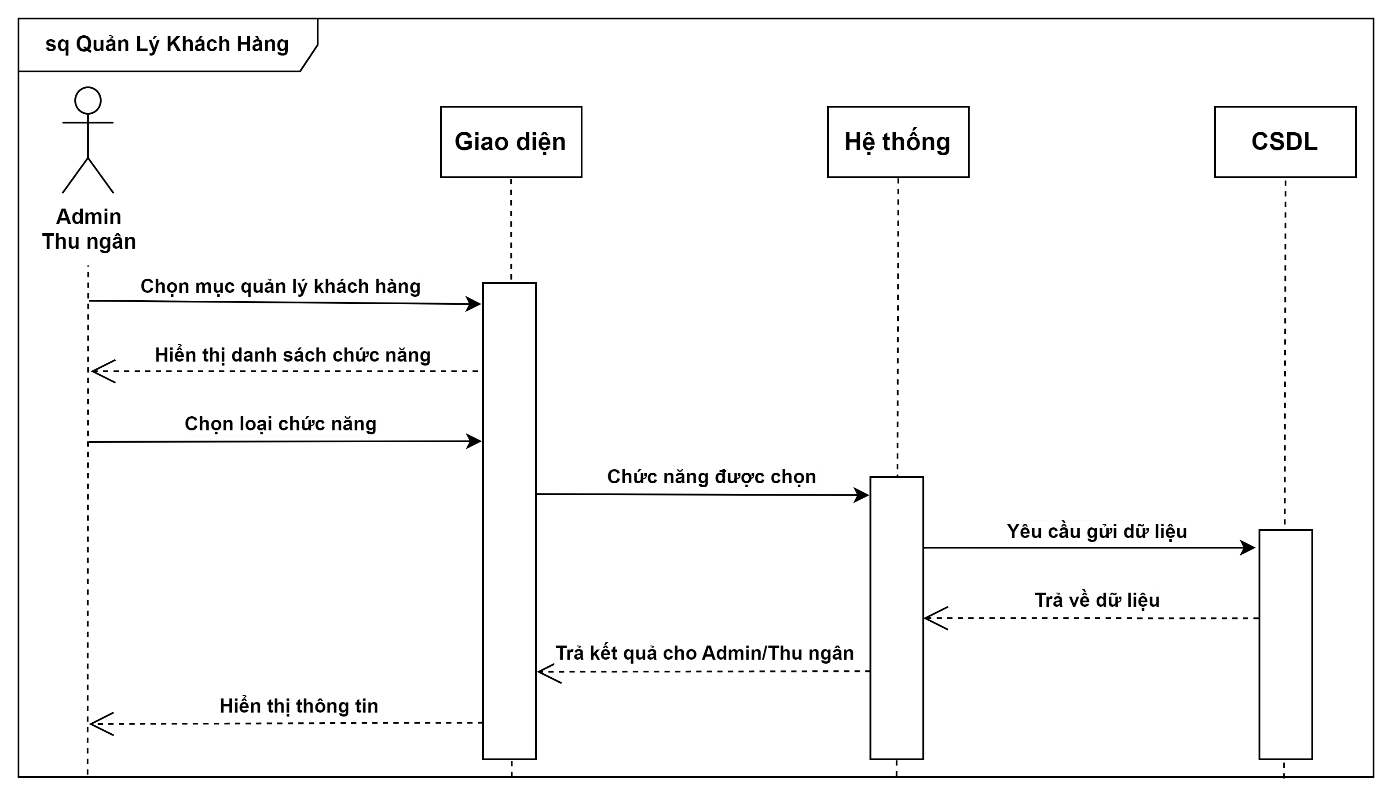 sq Quản Lý Khách Hàng
Giao diện
Hệ thống
CSDL
Admin
Thu ngân
Chọn mục quản lý khách hàng
Hiển thị danh sách chức năng
Chọn loại chức năng
Chức năng được chọn
Yêu cầu gửi dữ liệu
Trả về dữ liệu
Trả kết quả cho Admin/Thu ngân
Hiển thị thông tin